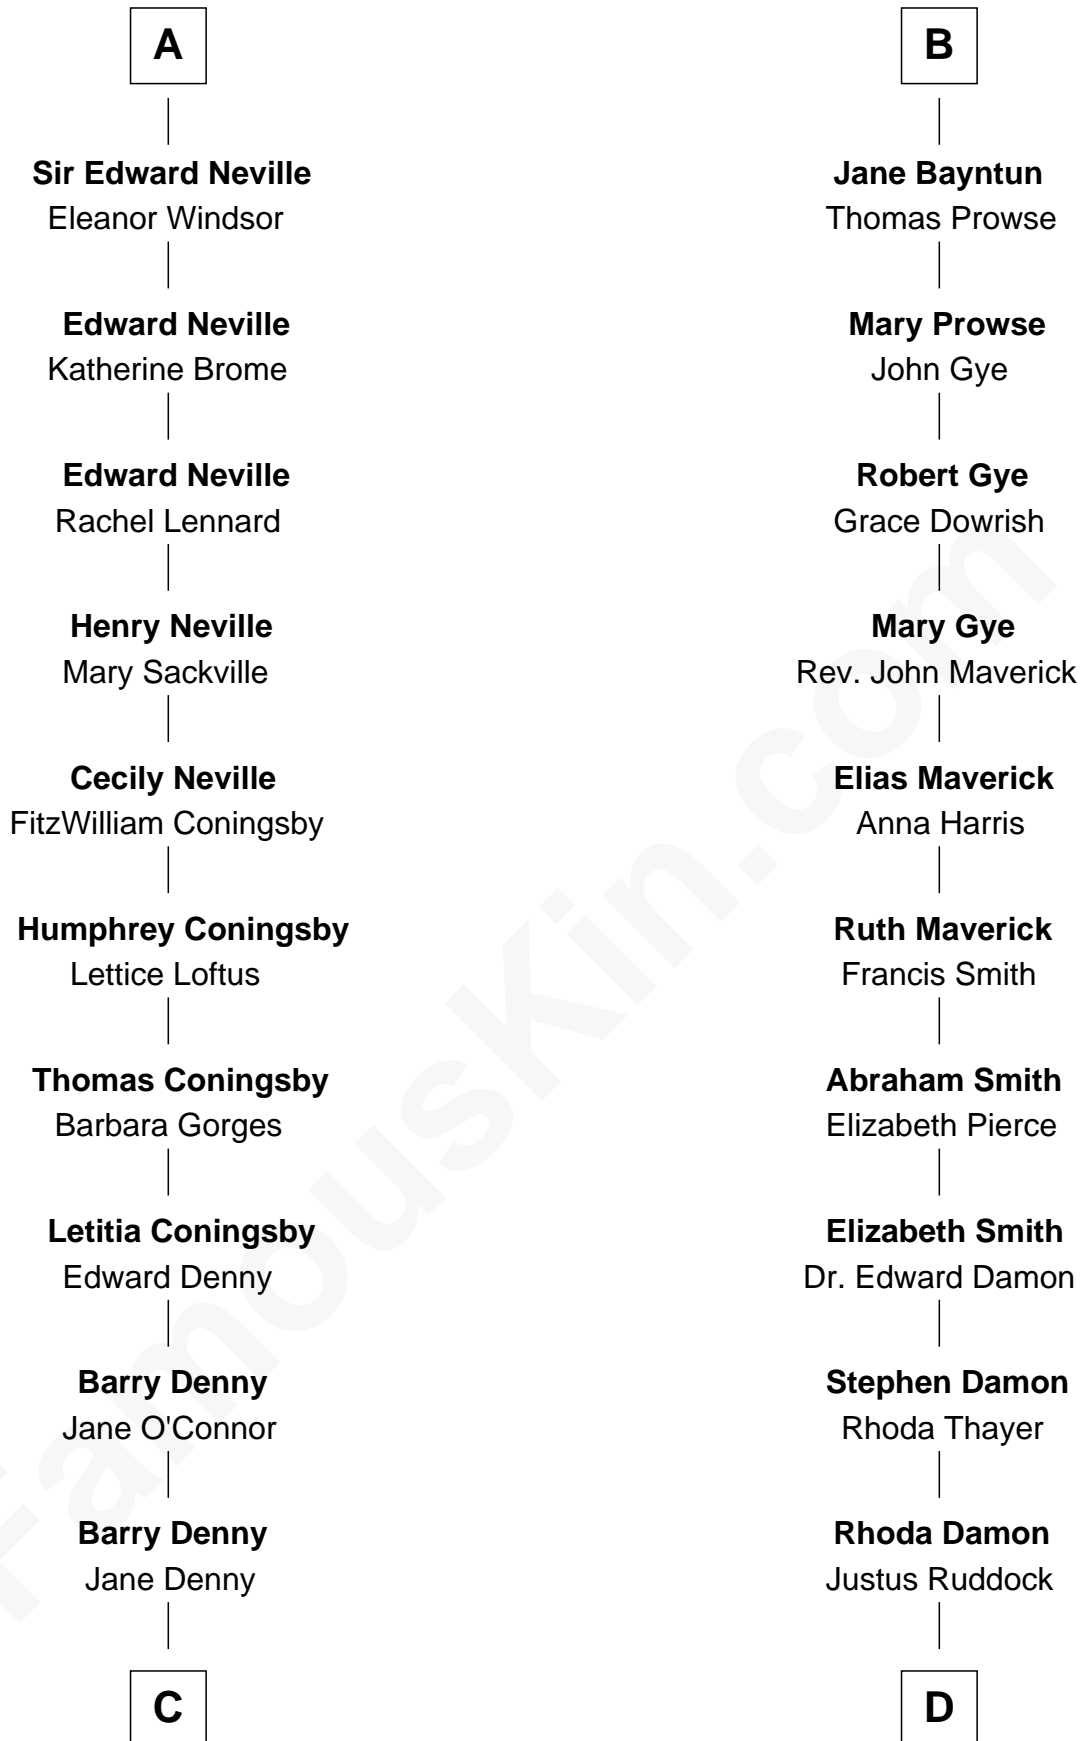 A
Sir Edward Neville
Eleanor Windsor
Edward Neville
Katherine Brome
Edward Neville
Rachel Lennard
Henry Neville
Mary Sackville
Cecily Neville
FitzWilliam Coningsby
Humphrey Coningsby
Lettice Loftus
Thomas Coningsby
Barbara Gorges
Letitia Coningsby
Edward Denny
Barry Denny
Jane O'Connor
Barry Denny
Jane Denny
C
B
Jane Bayntun
Thomas Prowse
Mary Prowse
John Gye
Robert Gye
Grace Dowrish
Mary Gye
Rev. John Maverick
Elias Maverick
Anna Harris
Ruth Maverick
Francis Smith
Abraham Smith
Elizabeth Pierce
Elizabeth Smith
Dr. Edward Damon
Stephen Damon
Rhoda Thayer
Rhoda Damon
Justus Ruddock
D
FamousKin.com